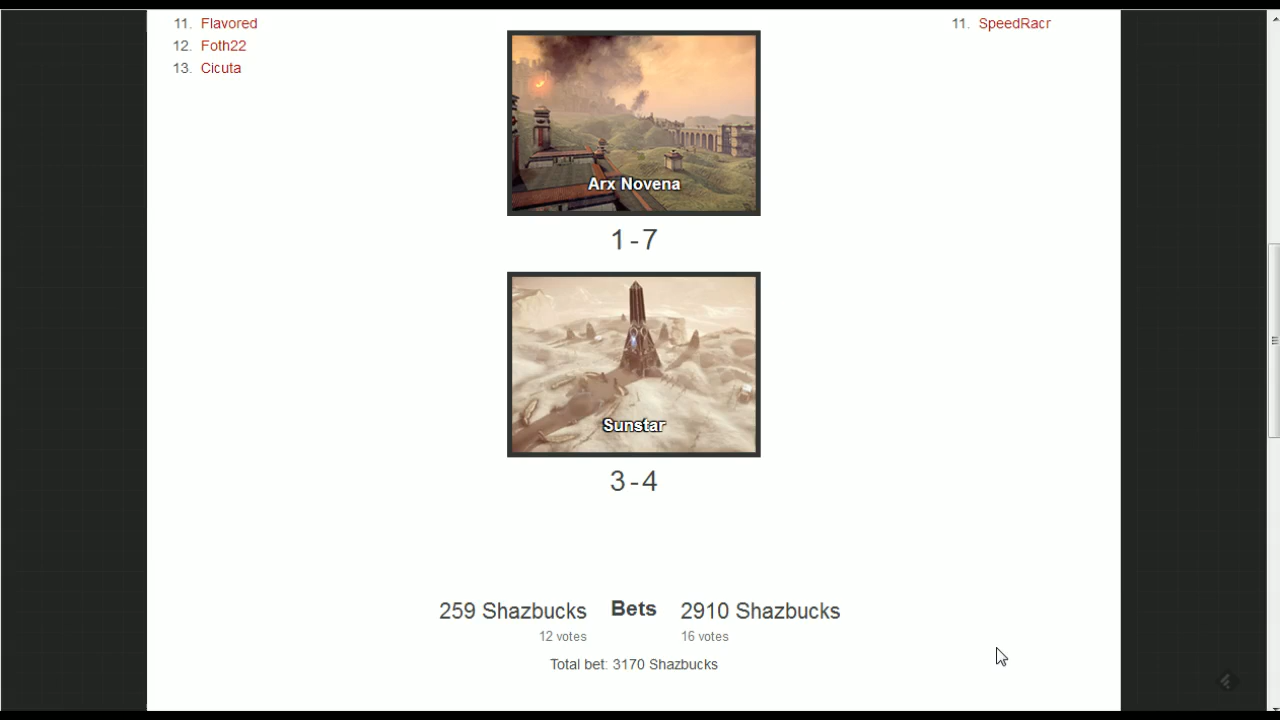 11. Flavored
12. Foth22
13. Cicuta
11. SpeedRacr
Arx Novena
1 - 7
Sunstar
3 - 4
259 Shazbucks Bets 2910 Shazbucks
12 votes 16 votes
Total bet: 3170 Shazbucks